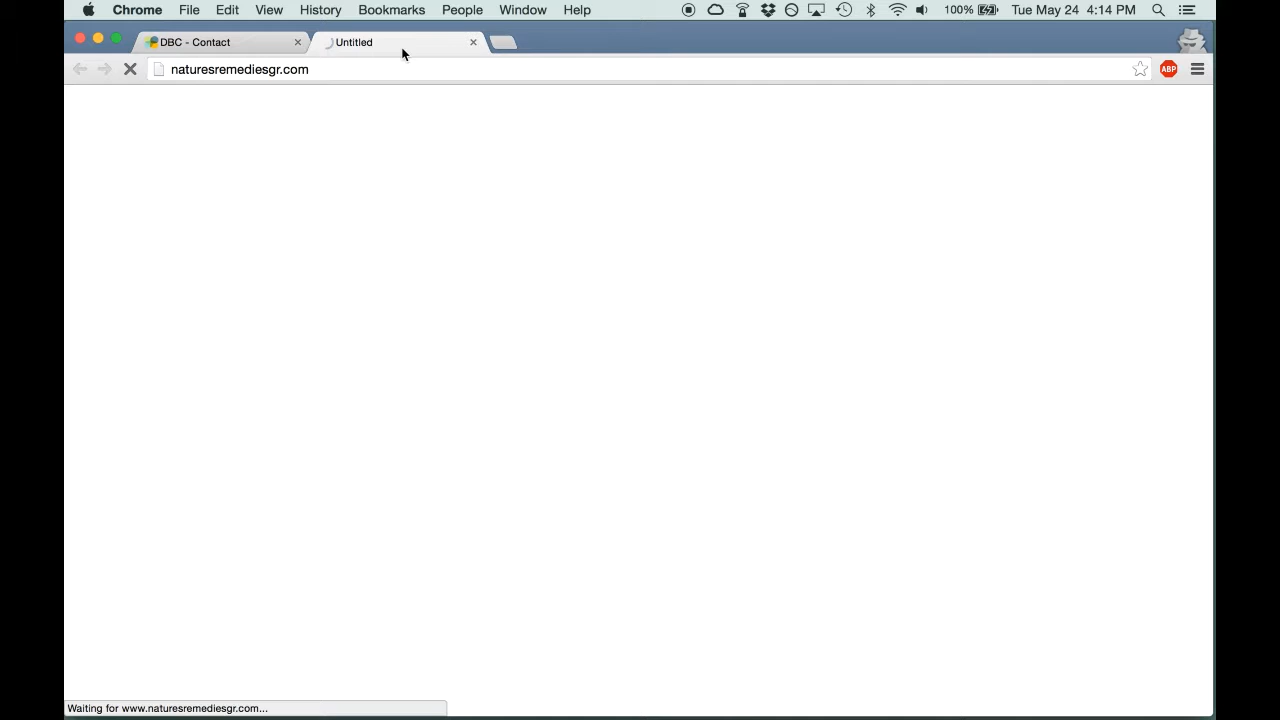 Chrome File Edit View History Bookmarks People Window Help 100% Tue May 24 4:14 PM
DBC - Contact Untitled
naturesremediesgr.com ABP
Waiting for www.naturesremediesgr.com...